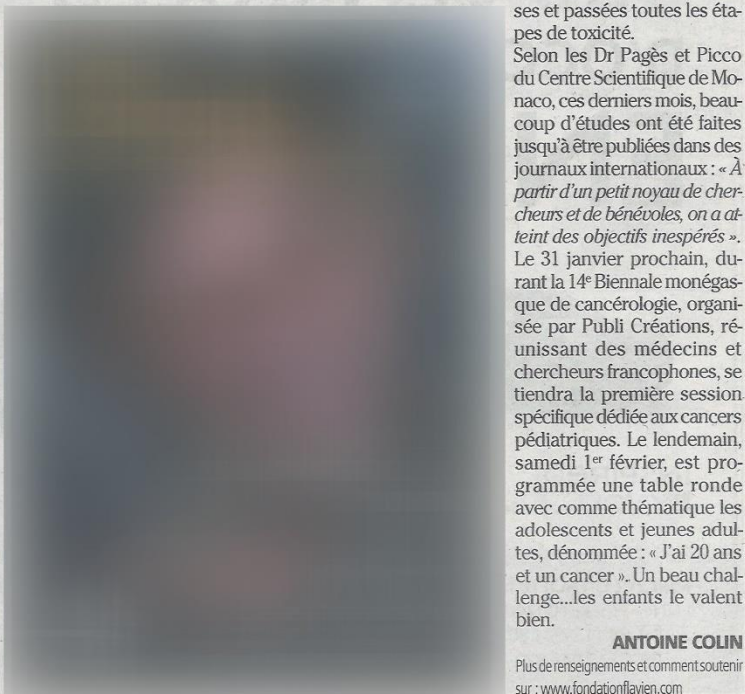 ses et passées toutes les éta-
pes de toxicité.
Selon les Dr Pagès et Picco
du Centre Scientifique de Mo-
naco, ces derniers mois, beau-
coup d'études ont été faites
jusqu'à être publiées dans des
journaux internationaux : « À
partir d'un petit noyau de cher-
cheurs et de bénévoles, on a at-
teint des objectifs inespérés ».
Le 31 janvier prochain, du-
rant la 14e Biennale monégas-
que de cancérologie, organi-
sée par Publi Créations, ré-
unissant des médecins et
chercheurs francophones, se
tiendra la première session
spécifique dédiée aux cancers
pédiatriques. Le lendemain,
samedi 1er février, est pro-
grammée une table ronde
avec comme thématique les
adolescents et jeunes adul-
tes, dénommée : « J'ai 20 ans
et un cancer ». Un beau chal-
lenge...les enfants le valent
bien.
ANTOINE COLIN
Plus de renseignements et comment soutenir
sur : www.fondationflavien.com